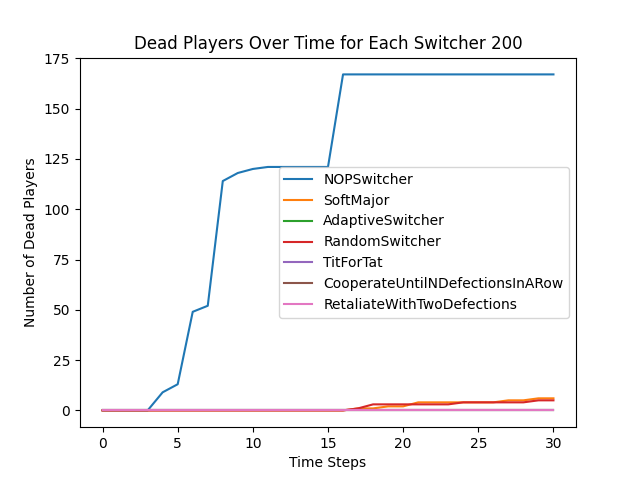 Dead Players Over Time for Each Switcher 200
Number of Dead Players
175
150
125
100
75
50
25
0
NOPSwitcher
SoftMajor
AdaptiveSwitcher
RandomSwitcher
TitForTat
CooperateUntilNDefectionsInARow
RetaliateWithTwoDefections
0 5 10 15 20 25 30
Time Steps